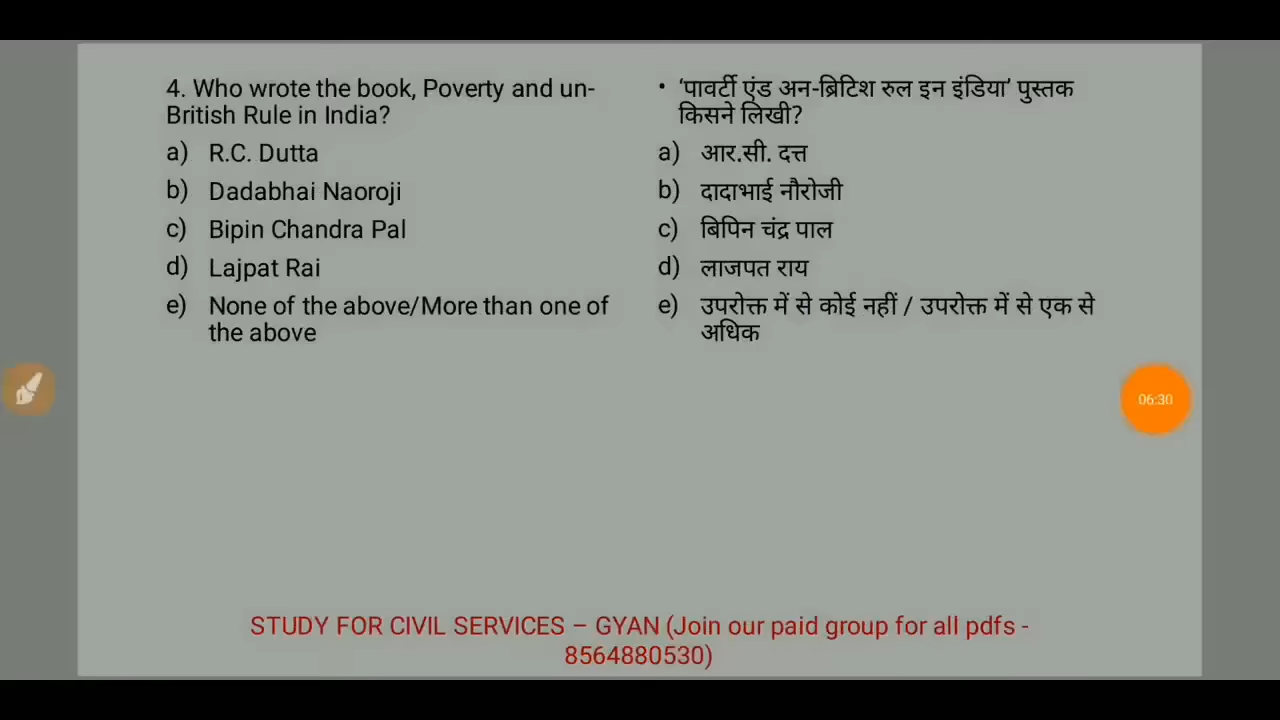 4. Who wrote the book, Poverty and un-
British Rule in India?
a) R.C. Dutta
b) Dadabhai Naoroji
c) Bipin Chandra Pal
d) Lajpat Rai
e) None of the above/More than one of
the above
• ‘पावर्टी एंड अन-ब्रिटिश रुल इन इंडिया’ पुस्तक
किसने लिखी?
a) आर.सी. दत्त
b) दादाभाई नौरोजी
c) बिपिन चंद्र पाल
d) लाजपत राय
e) उपरोक्त में से कोई नहीं / उपरोक्त में से एक से
अधिक
06:30
STUDY FOR CIVIL SERVICES – GYAN (Join our paid group for all pdfs -
8564880530)